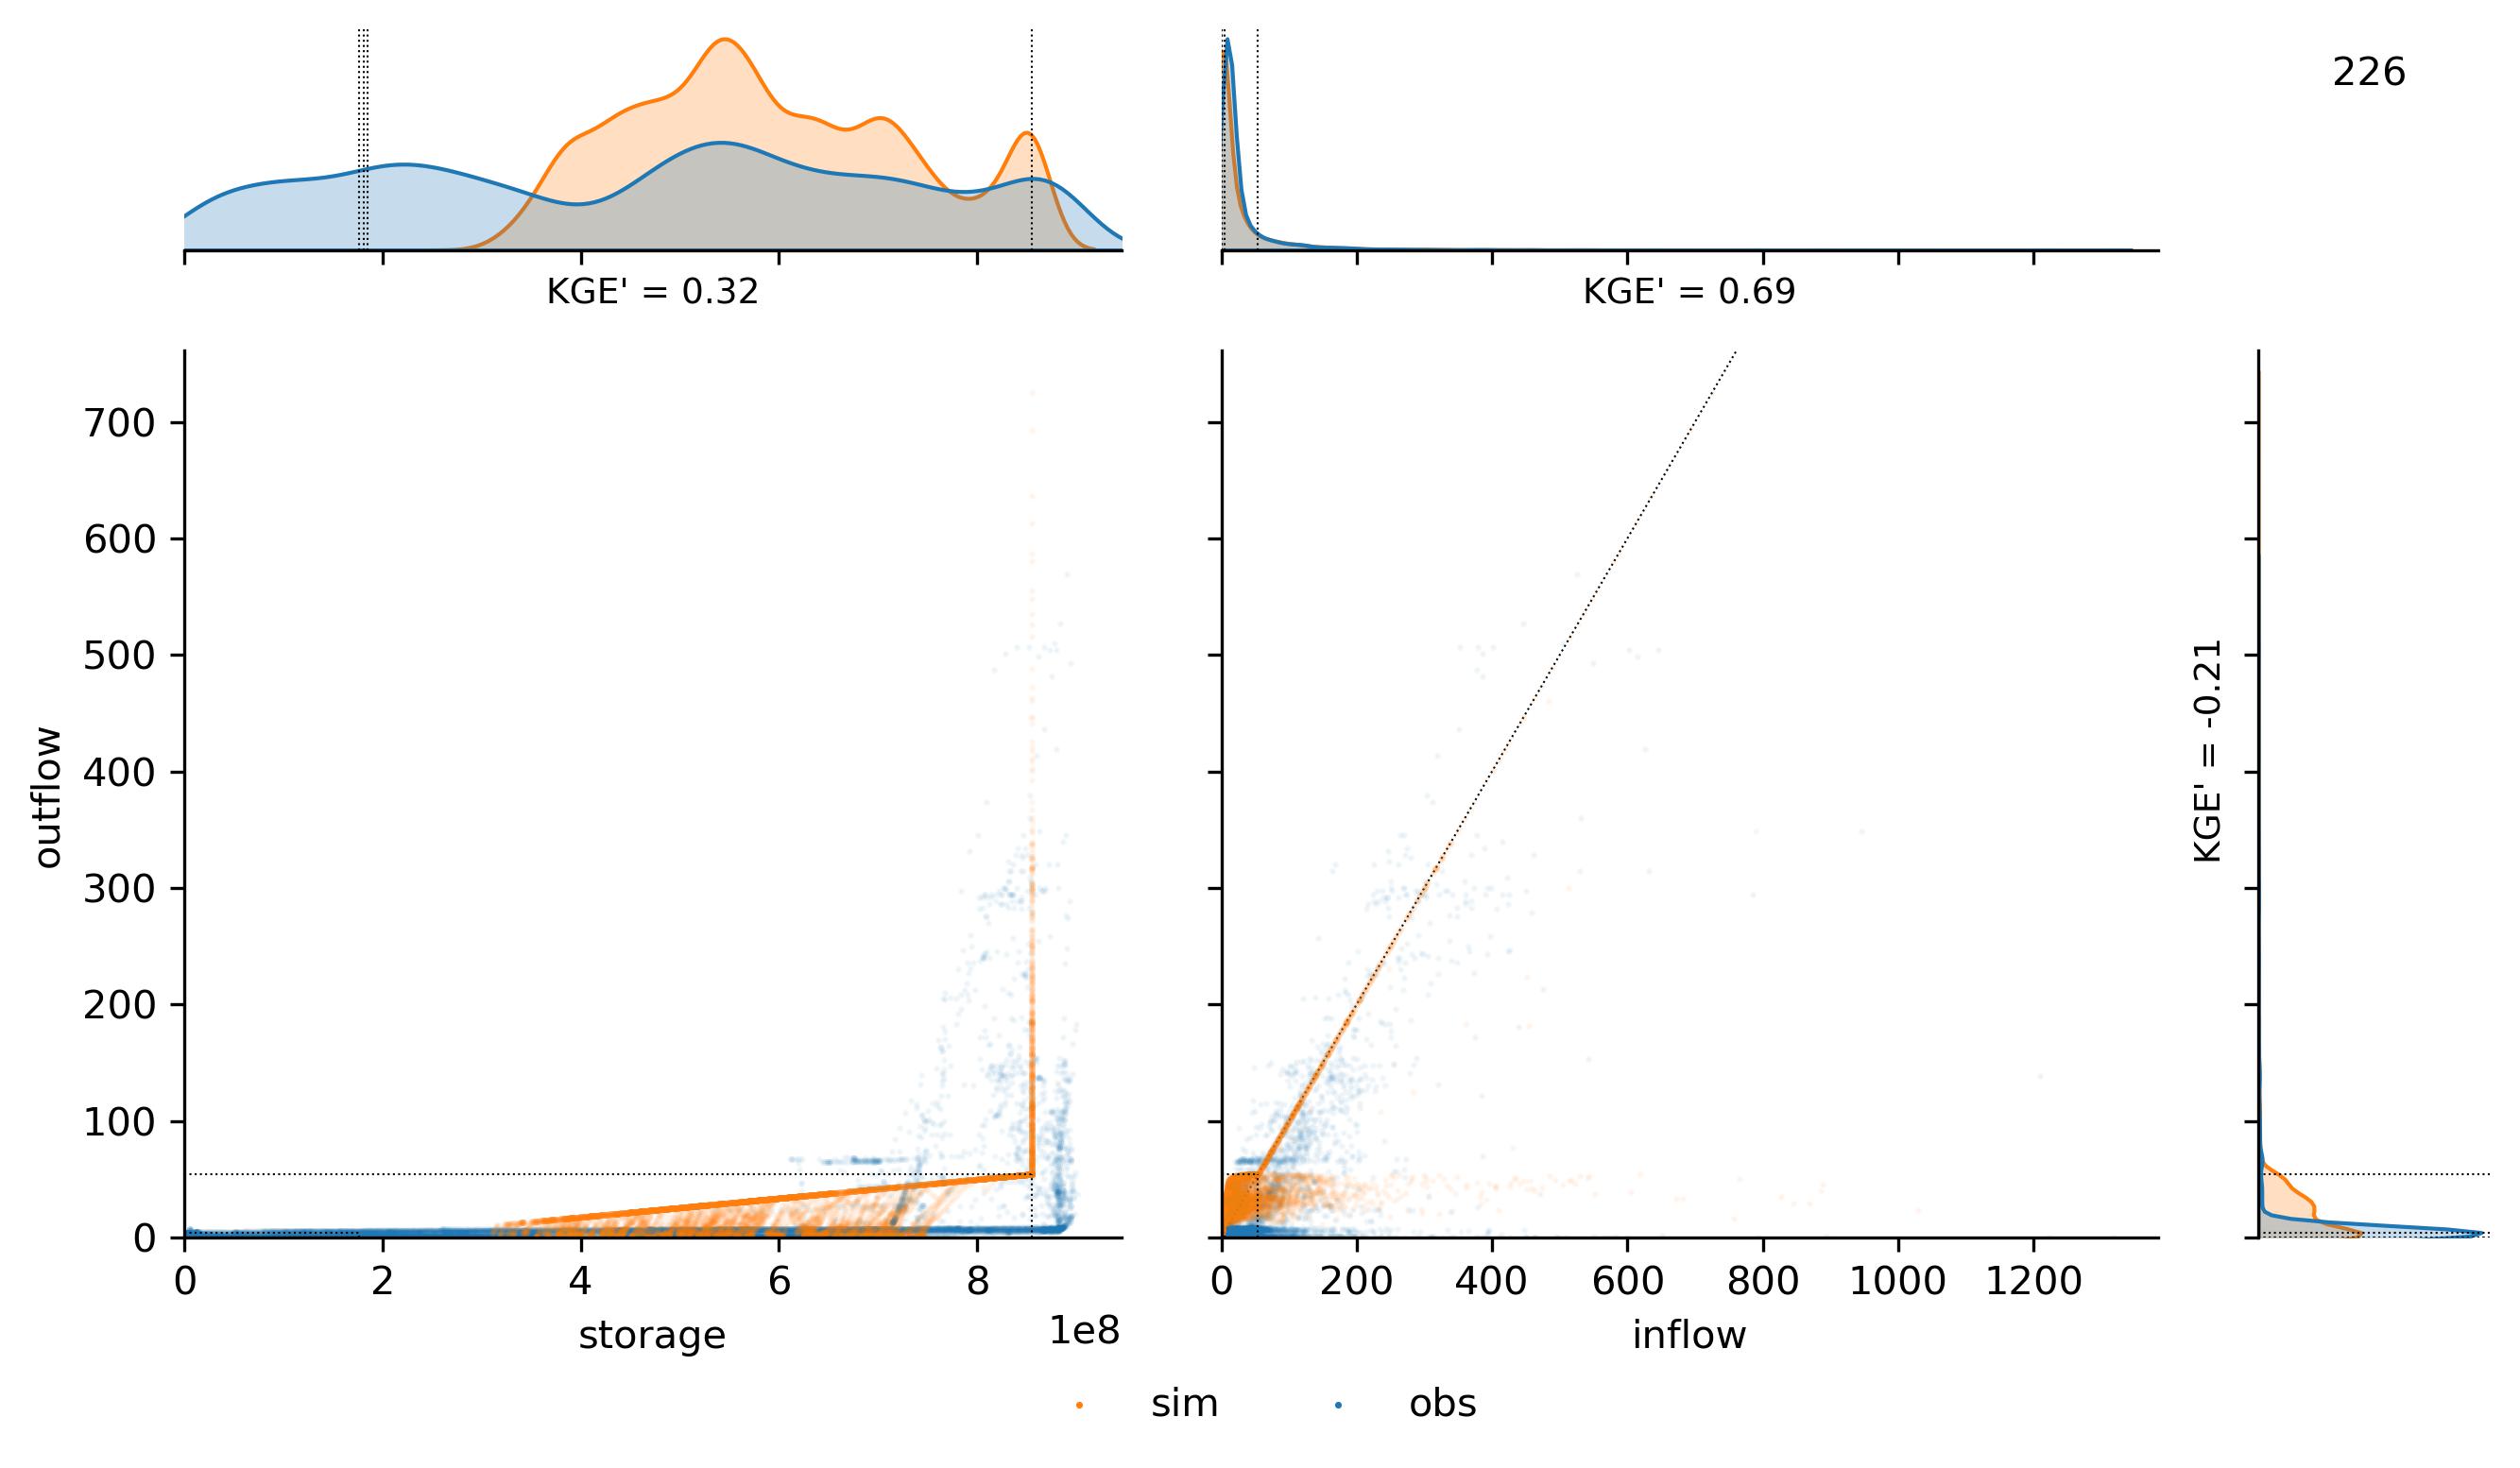 226
KGE' = 0.32
KGE' = 0.69
700
600
500
400
300
200
100
0
outflow
KGE' = -0.21
0 2 4 6 8
1e8
storage
0 200 400 600 800 1000 1200
inflow
sim obs